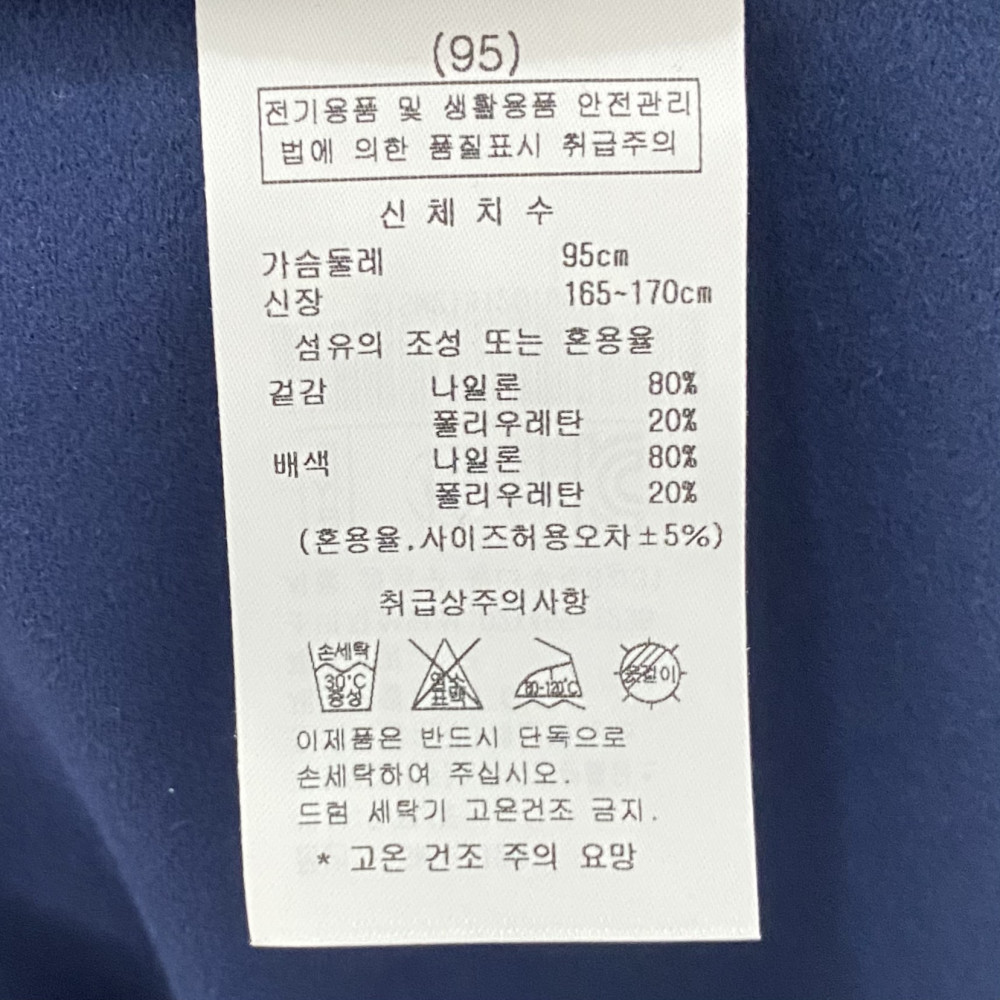 (95)
전기용품 및 생활용품 안전관리
법에 의한 품질표시 취급주의
신 체 치 수
가슴둘레 95cm
신장 165~170cm
섬유의 조성 또는 혼용율
겉감 나일론 80%
폴리우레탄 20%
배색 나일론 80%
폴리우레탄 20%
(혼용율.사이즈허용오차±5%)
취급상주의사항
손세탁 30℃ 중성
염소 표백
80-120℃
옷걸이
이제품은 반드시 단독으로
손세탁하여 주십시오.
드럼 세탁기 고온건조 금지.
* 고온 건조 주의 요망